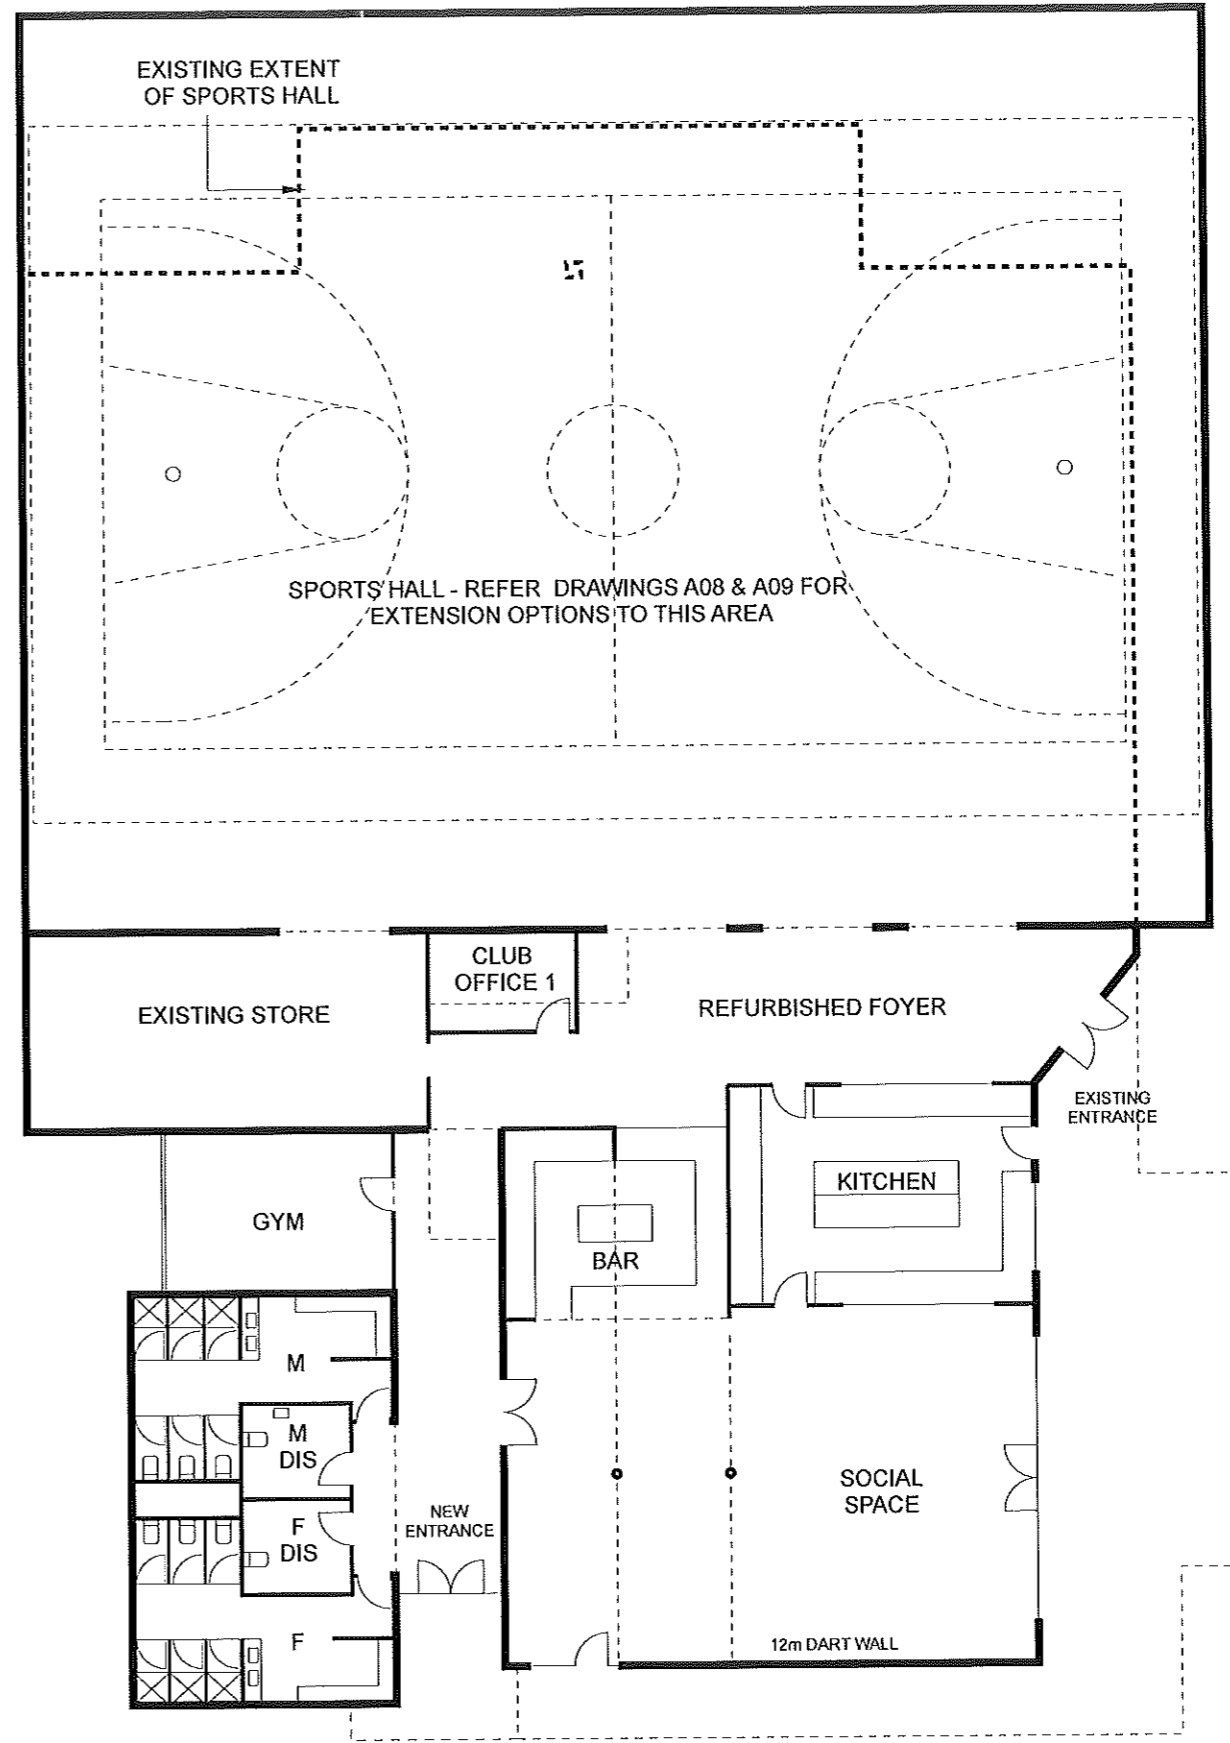 EXISTING EXTENT
OF SPORTS HALL
SPORTS HALL - REFER DRAWINGS A08 & A09 FOR
EXTENSION OPTIONS TO THIS AREA
CLUB
OFFICE 1
EXISTING STORE
REFURBISHED FOYER
EXISTING
ENTRANCE
KITCHEN
GYM
BAR
M
M
DIS
SOCIAL
SPACE
NEW
ENTRANCE
F
DIS
F
12m DART WALL